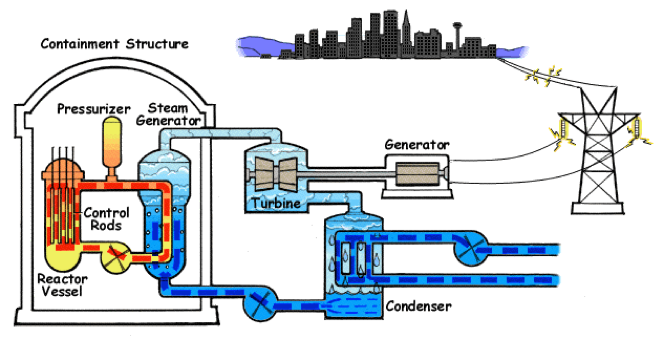 Containment Structure
Pressurizer
Steam
Generator
Control
Rods
Reactor
Vessel
Turbine
Generator
Condenser